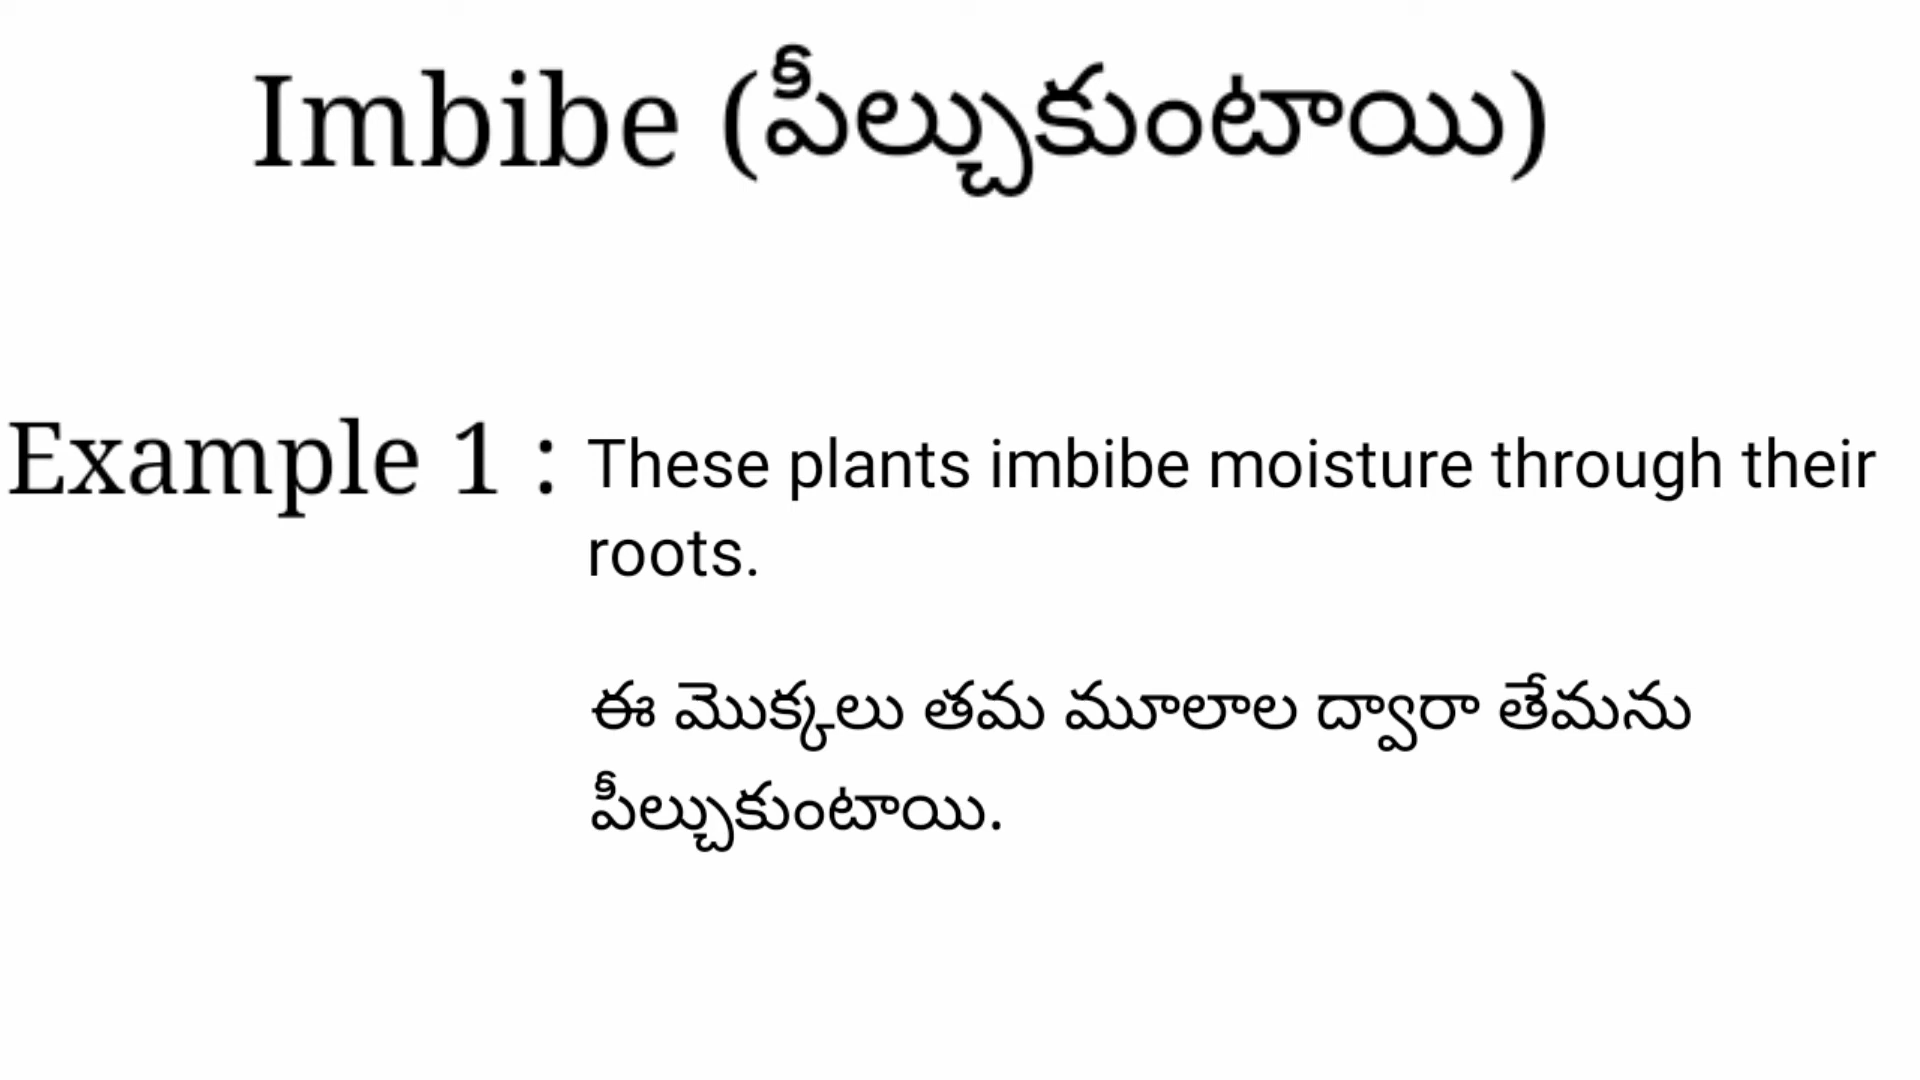 Imbibe (పీల్చుకుంటాయి)
Example 1 : These plants imbibe moisture through their
roots.
ఈ మొక్కలు తమ మూలాల ద్వారా తేమను
పీల్చుకుంటాయి.